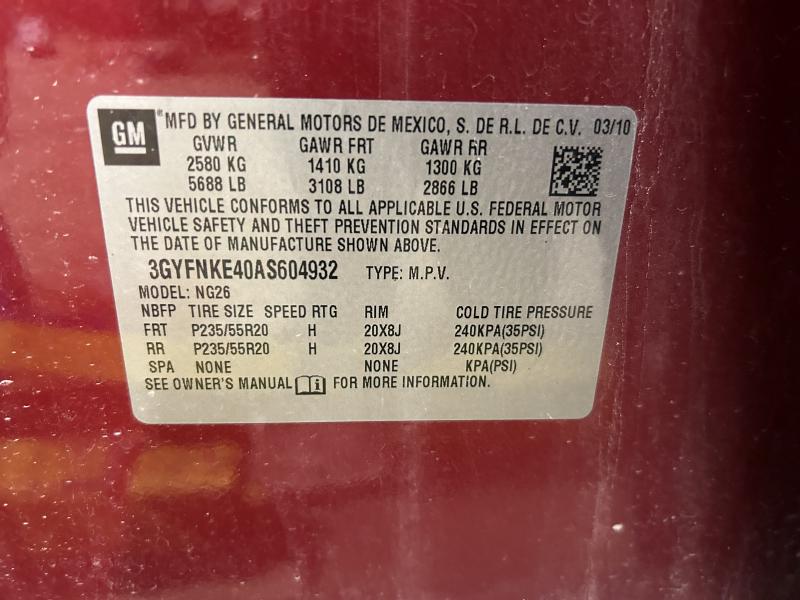 GM ® MFD BY GENERAL MOTORS DE MEXICO, S. DE R.L. DE C.V. 03/10
GVWR GAWR FRT GAWR RR
2580 KG 1410 KG 1300 KG
5688 LB 3108 LB 2866 LB
THIS VEHICLE CONFORMS TO ALL APPLICABLE U.S. FEDERAL MOTOR
VEHICLE SAFETY AND THEFT PREVENTION STANDARDS IN EFFECT ON
THE DATE OF MANUFACTURE SHOWN ABOVE.
3GYFNKE40AS604932 TYPE: M.P.V.
MODEL: NG26
NBFP TIRE SIZE SPEED RTG RIM COLD TIRE PRESSURE
FRT P235/55R20 H 20X8J 240KPA(35PSI)
RR P235/55R20 H 20X8J 240KPA(35PSI)
SPA NONE NONE KPA(PSI)
SEE OWNER'S MANUAL FOR MORE INFORMATION.